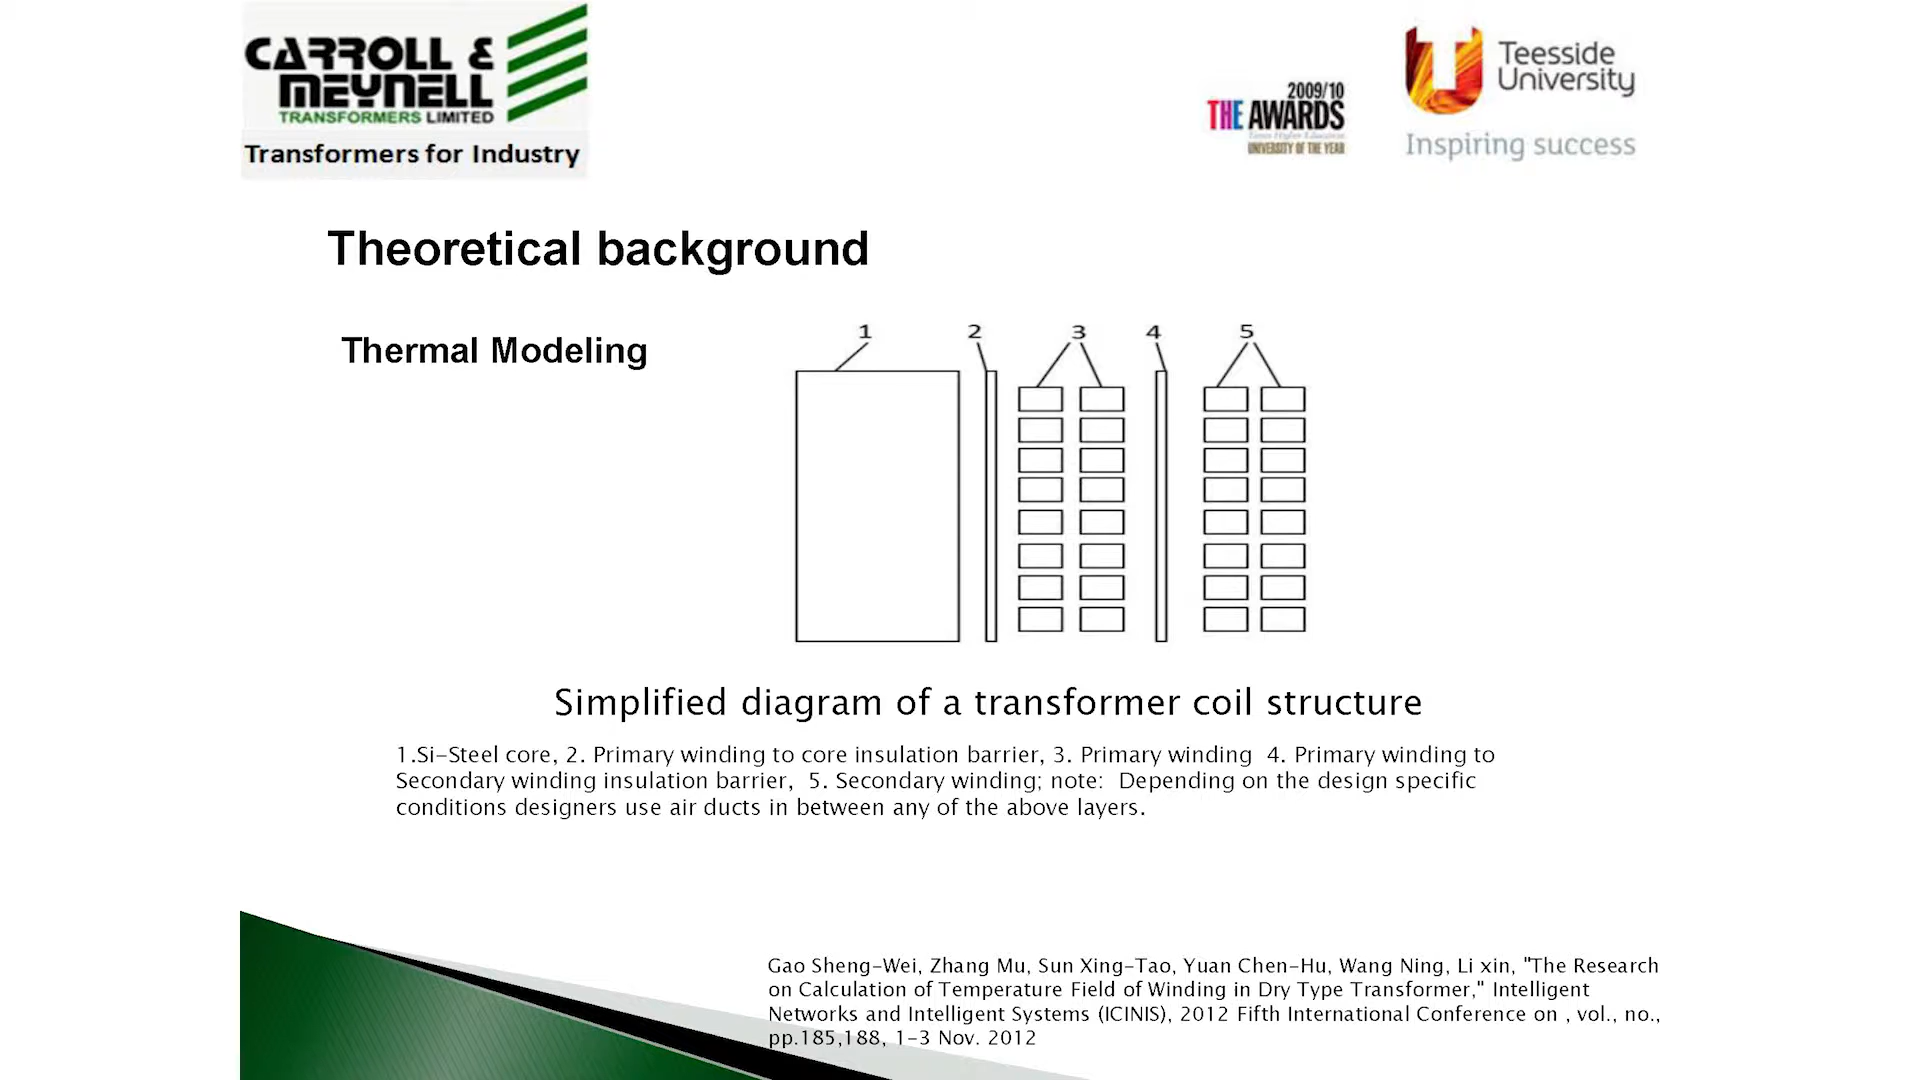 CARROLL &
MEYNELL
TRANSFORMERS LIMITED
Transformers for Industry
2009/10
THE AWARDS
Times Higher Education
UNIVERSITY OF THE YEAR
Teesside
University
Inspiring success
Theoretical background
Thermal Modeling
1 2 3 4 5
Simplified diagram of a transformer coil structure
1.Si-Steel core, 2. Primary winding to core insulation barrier, 3. Primary winding 4. Primary winding to
Secondary winding insulation barrier, 5. Secondary winding; note: Depending on the design specific
conditions designers use air ducts in between any of the above layers.
Gao Sheng-Wei, Zhang Mu, Sun Xing-Tao, Yuan Chen-Hu, Wang Ning, Li xin, "The Research
on Calculation of Temperature Field of Winding in Dry Type Transformer," Intelligent
Networks and Intelligent Systems (ICINIS), 2012 Fifth International Conference on , vol., no.,
pp.185,188, 1-3 Nov. 2012